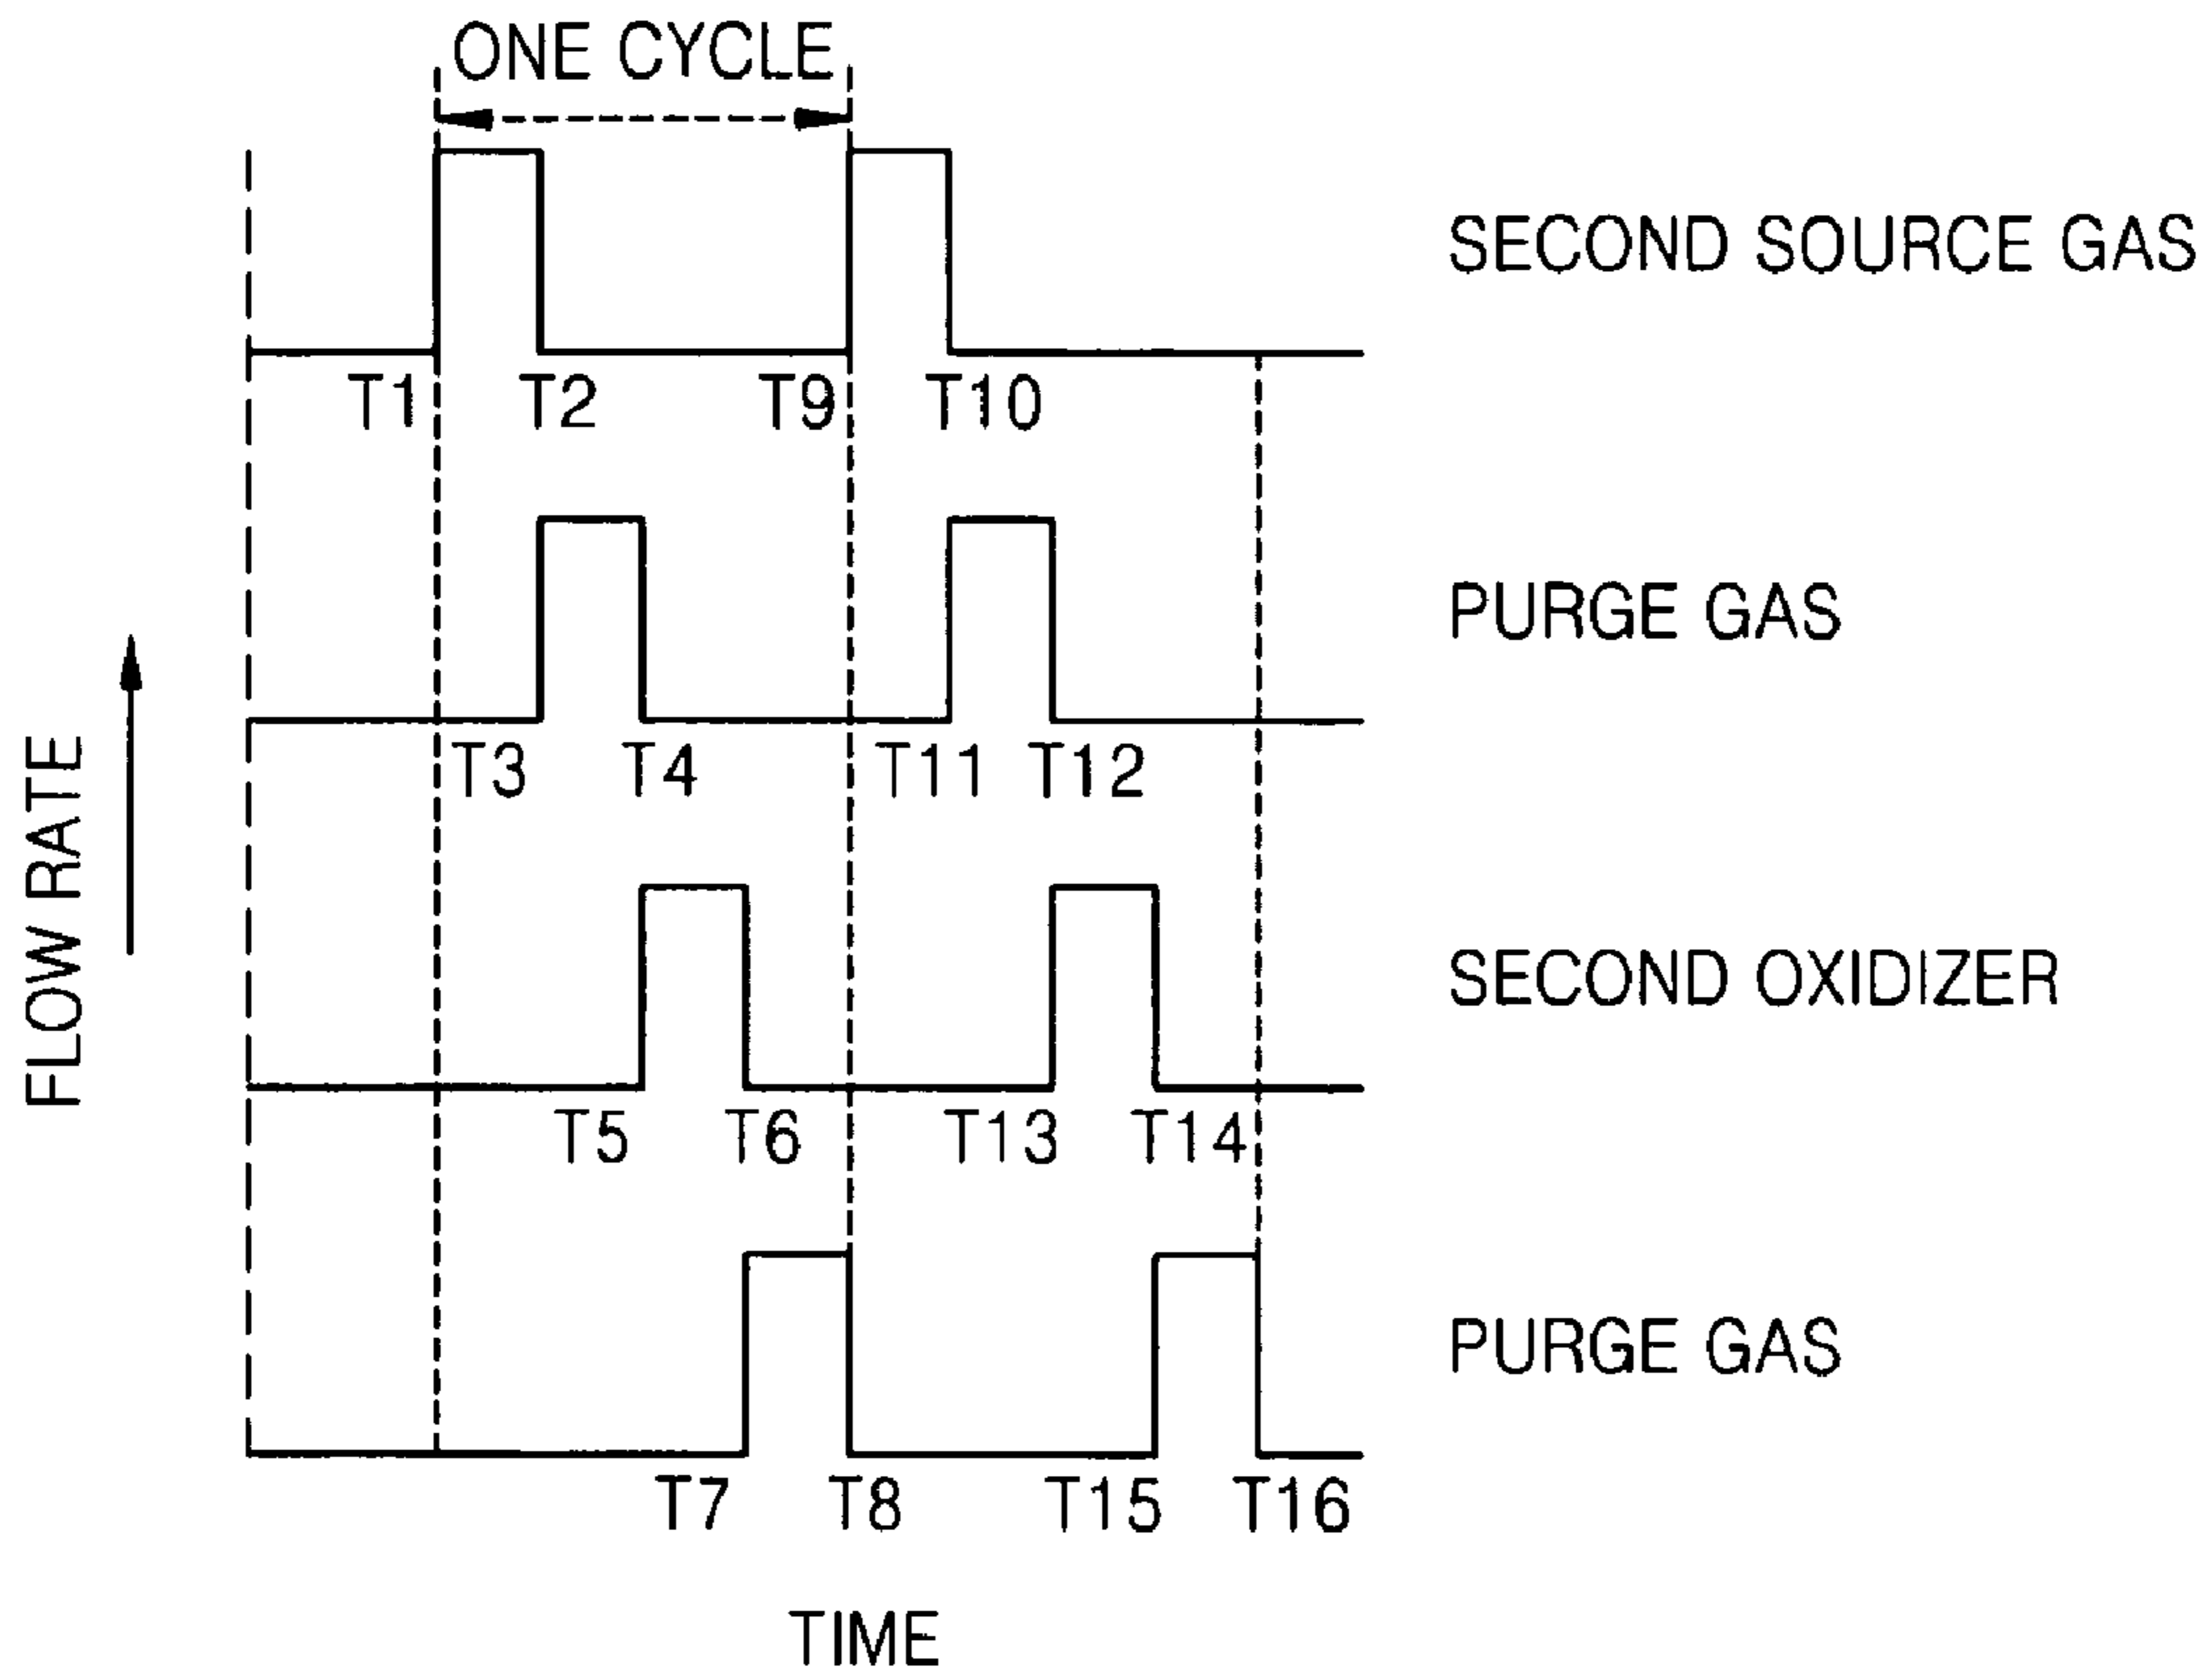 ONE CYCLE
SECOND SOURCE GAS
T1 T2 T9 T10
PURGE GAS
T3 T4 T11 T12
FLOW RATE
SECOND OXIDIZER
T5 T6 T13 T14
PURGE GAS
T7 T8 T15 T16
TIME